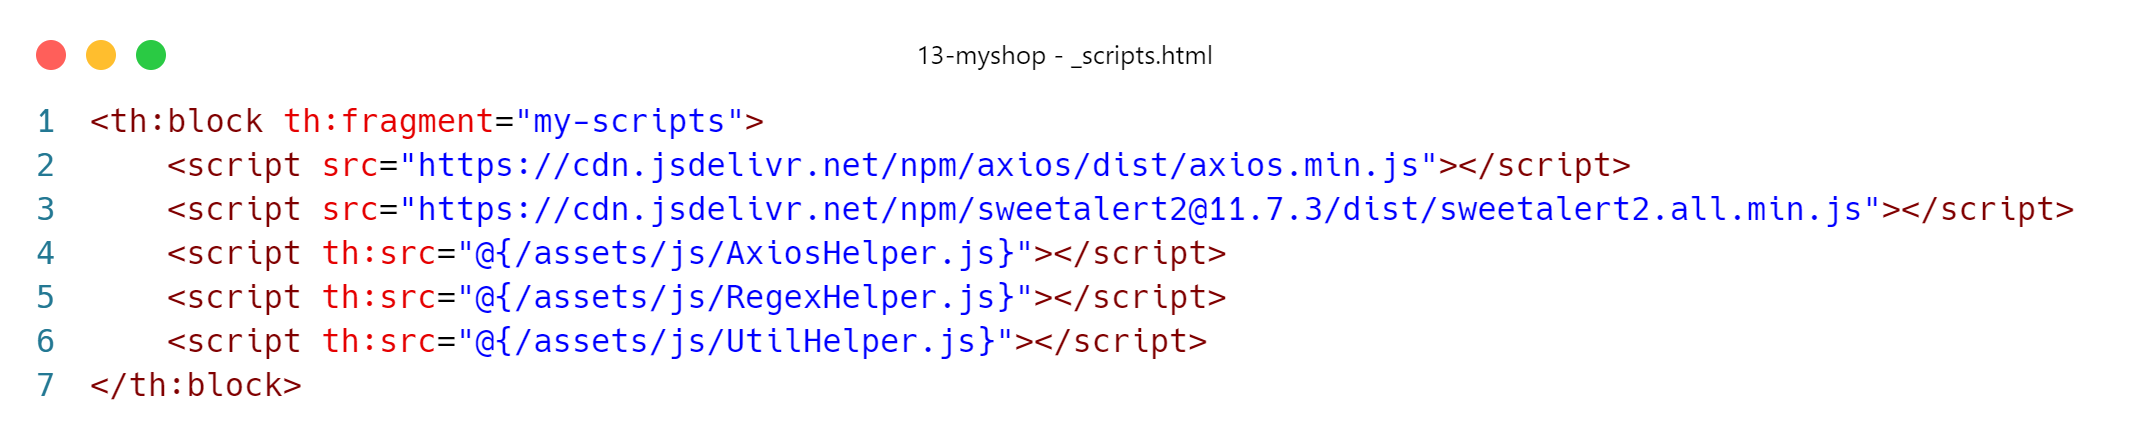 13-myshop - _scripts.html
1 <th:block th:fragment="my-scripts">
2     <script src="https://cdn.jsdelivr.net/npm/axios/dist/axios.min.js"></script>
3     <script src="https://cdn.jsdelivr.net/npm/sweetalert2@11.7.3/dist/sweetalert2.all.min.js"></script>
4     <script th:src="@{/assets/js/AxiosHelper.js}"></script>
5     <script th:src="@{/assets/js/RegexHelper.js}"></script>
6     <script th:src="@{/assets/js/UtilHelper.js}"></script>
7 </th:block>